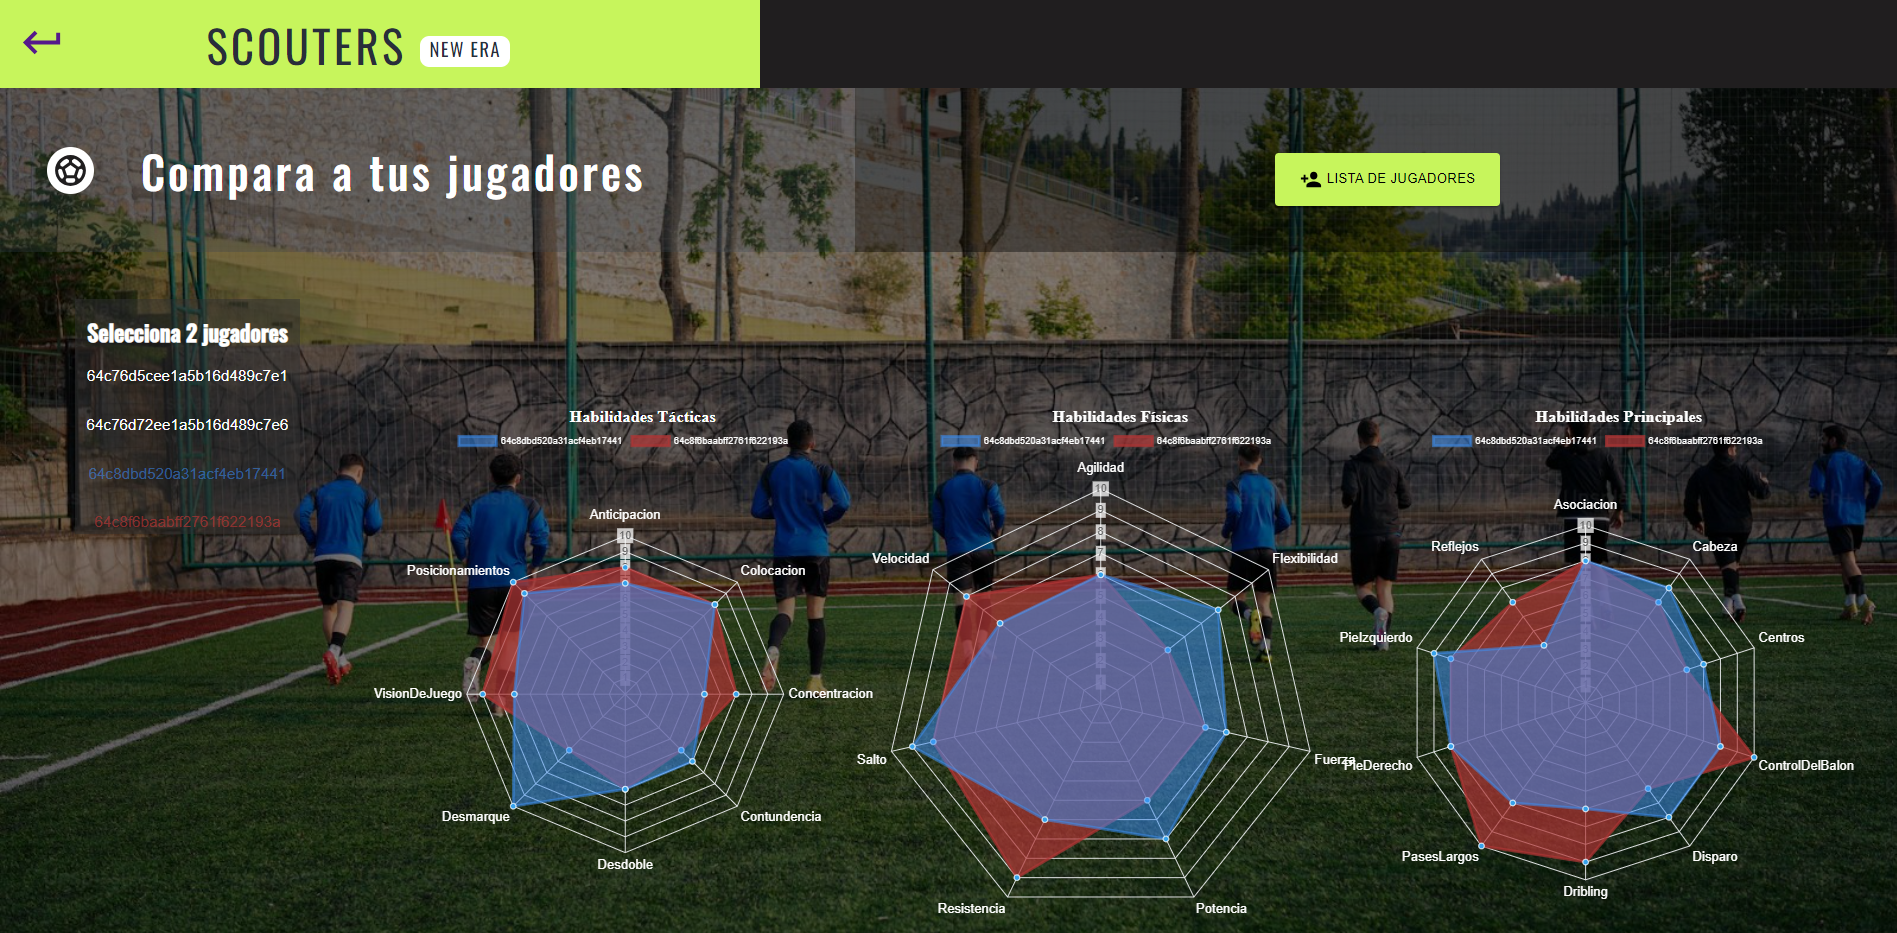 SCOUTERS NEW ERA
Compara a tus jugadores
LISTA DE JUGADORES
Selecciona 2 jugadores
64c76d5cee1a5b16d489c7e1
64c76d72ee1a5b16d489c7e6
64c8dbd520a31acf4eb17441
64c8f6baabff2761f622193a
Habilidades Tácticas
64c8dbd520a31acf4eb17441 64c8f6baabff2761f622193a
Anticipacion
10
9
Posicionamientos
Colocacion
VisionDeJuego
Concentracion
Desmarque
Contundencia
Desdoble
Habilidades Físicas
64c8dbd520a31acf4eb17441 64c8f6baabff2761f622193a
Agilidad
10
9
8
7
Velocidad
Flexibilidad
Salto
Fuerza
Resistencia
Potencia
Habilidades Principales
64c8dbd520a31acf4eb17441 64c8f6baabff2761f622193a
Asociacion
10
9
Reflejos
Cabeza
PieIzquierdo
Centros
PieDerecho
ControlDelBalon
PasesLargos
Disparo
Dribling